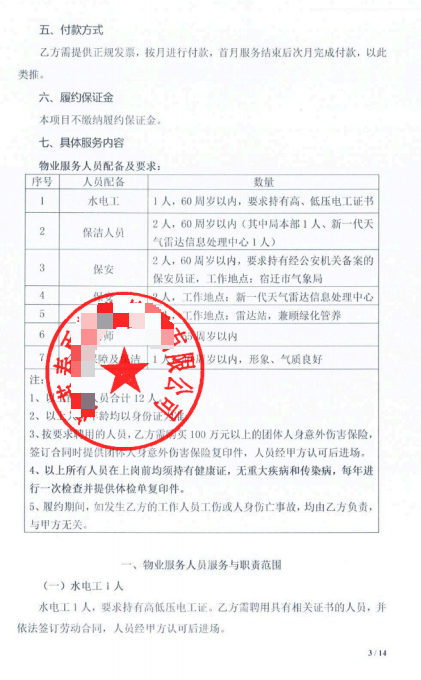 五、付款方式
乙方需提供正规发票，按月进行付款，首月服务结束后次月完成付款，以此
类推。
六、履约保证金
本项目不缴纳履约保证金。
七、具体服务内容
物业服务人员配备及要求：
序号 人员配备 数量
1 水电工 1人，60周岁以内，要求持有高、低压电工证书
2 保洁人员 2人，60周岁以内（其中局本部1人、新一代天
气雷达信息处理中心1人）
3 保安 2人，60周岁以内，要求持有经公安机关备案的
保安员证，工作地点：宿迁市气象局
4 保安 人，工作地点：新一代天气雷达信息处理中心
5 人，工作地点：雷达站，兼顾绿化管养
6 师 周岁以内
7 障及 洁 1人 周岁以内，形象、气质良好
注：
1、以 员合计12人
2、以上 年龄均以身份证
3、按要求聘用的人员，乙方需购买100万元以上的团体人身意外伤害保险，
签订合同时提供团体人身意外伤害保险复印件，人员经甲方认可后进场。
4、以上所有人员在上岗前均须持有健康证，无重大疾病和传染病，每年进
行一次检查并提供体检单复印件。
5、履约期间，如发生乙方的工作人员工伤或人身伤亡事故，均由乙方负责，
与甲方无关。
有限公司
一、物业服务人员服务与职责范围
（一）水电工1人
水电工1人，要求持有高低压电工证。乙方需聘用具有相关证书的人员，并
依法签订劳动合同，人员经甲方认可后进场。
3 / 14